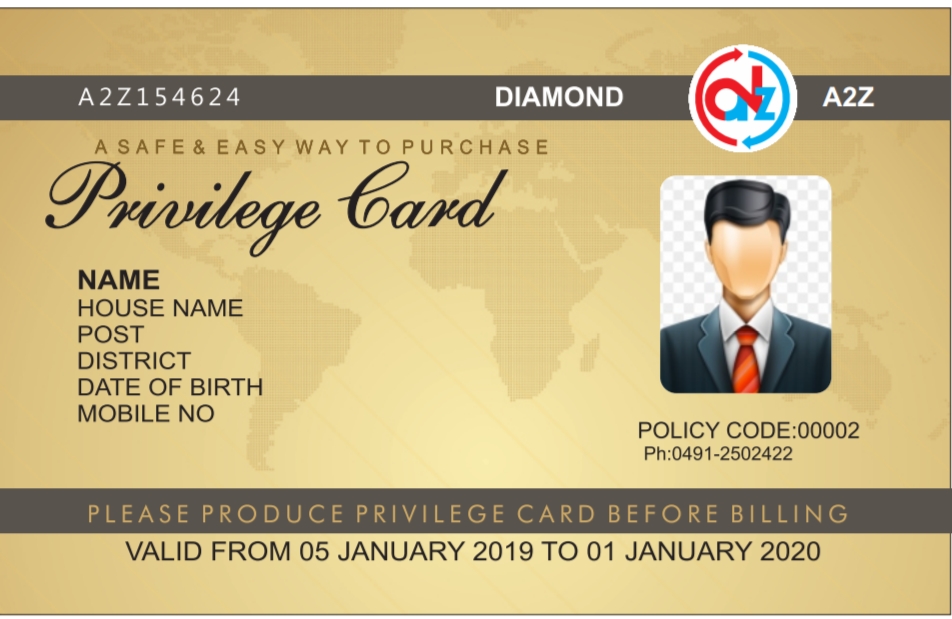 A2Z154624 DIAMOND a2z A2Z
A SAFE & EASY WAY TO PURCHASE
Privilege Card
NAME
HOUSE NAME
POST
DISTRICT
DATE OF BIRTH
MOBILE NO
POLICY CODE:00002
Ph:0491-2502422
PLEASE PRODUCE PRIVILEGE CARD BEFORE BILLING
VALID FROM 05 JANUARY 2019 TO 01 JANUARY 2020